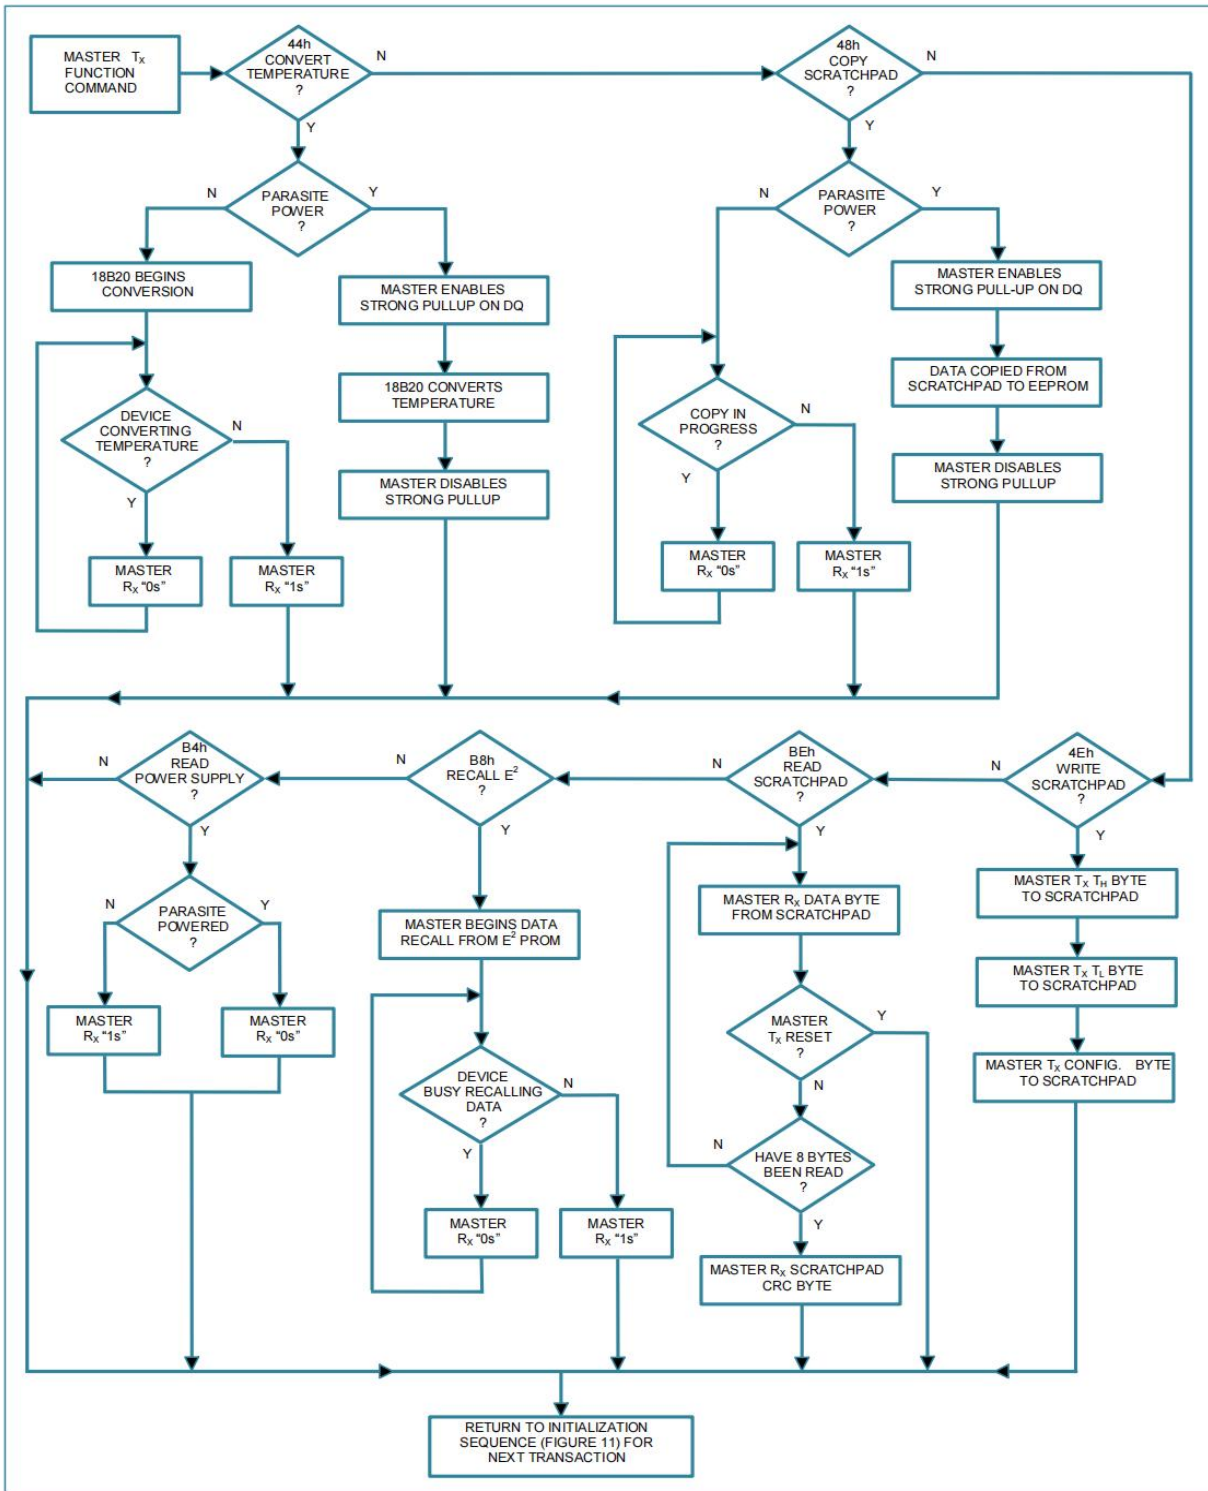 MASTER TX
FUNCTION
COMMAND
44h
CONVERT
TEMPERATURE
?
N
Y
48h
COPY
SCRATCHPAD
?
N
Y
PARASITE
POWER
?
N
Y
18B20 BEGINS
CONVERSION
MASTER ENABLES
STRONG PULLUP ON DQ
18B20 CONVERTS
TEMPERATURE
MASTER DISABLES
STRONG PULLUP
DEVICE
CONVERTING
TEMPERATURE
?
N
Y
MASTER
RX “0s”
MASTER
RX “1s”
PARASITE
POWER
?
N
Y
MASTER ENABLES
STRONG PULL-UP ON DQ
DATA COPIED FROM
SCRATCHPAD TO EEPROM
MASTER DISABLES
STRONG PULLUP
COPY IN
PROGRESS
?
N
Y
MASTER
RX “0s”
MASTER
RX “1s”
B4h
READ
POWER SUPPLY
?
N
Y
PARASITE
POWERED
?
N
Y
MASTER
RX “1s”
MASTER
RX “0s”
B8h
RECALL E²
?
N
Y
MASTER BEGINS DATA
RECALL FROM E² PROM
DEVICE
BUSY RECALLING
DATA
?
N
Y
MASTER
RX “0s”
MASTER
RX “1s”
BEh
READ
SCRATCHPAD
?
N
Y
MASTER RX DATA BYTE
FROM SCRATCHPAD
MASTER
TX RESET
?
Y
N
HAVE 8 BYTES
BEEN READ
?
N
Y
MASTER RX SCRATCHPAD
CRC BYTE
4Eh
WRITE
SCRATCHPAD
?
N
Y
MASTER TX TH BYTE
TO SCRATCHPAD
MASTER TX TL BYTE
TO SCRATCHPAD
MASTER TX CONFIG. BYTE
TO SCRATCHPAD
RETURN TO INITIALIZATION
SEQUENCE (FIGURE 11) FOR
NEXT TRANSACTION